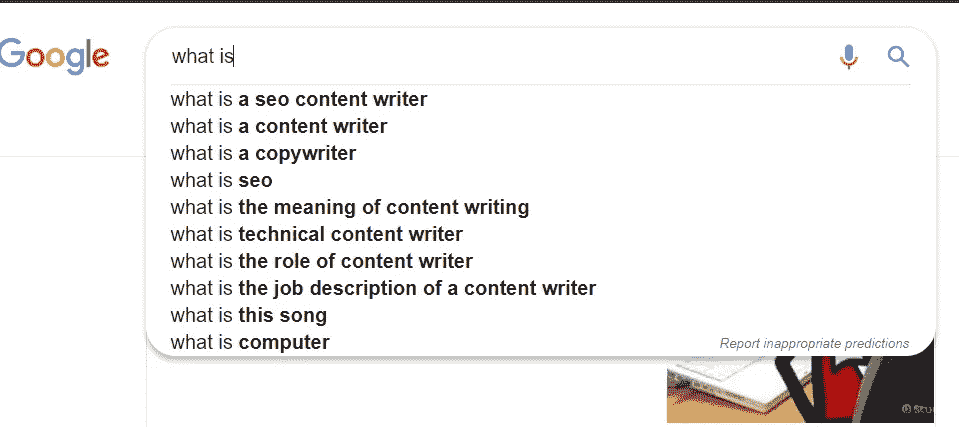 Google
what is
what is a seo content writer
what is a content writer
what is a copywriter
what is seo
what is the meaning of content writing
what is technical content writer
what is the role of content writer
what is the job description of a content writer
what is this song
what is computer
Report inappropriate predictions